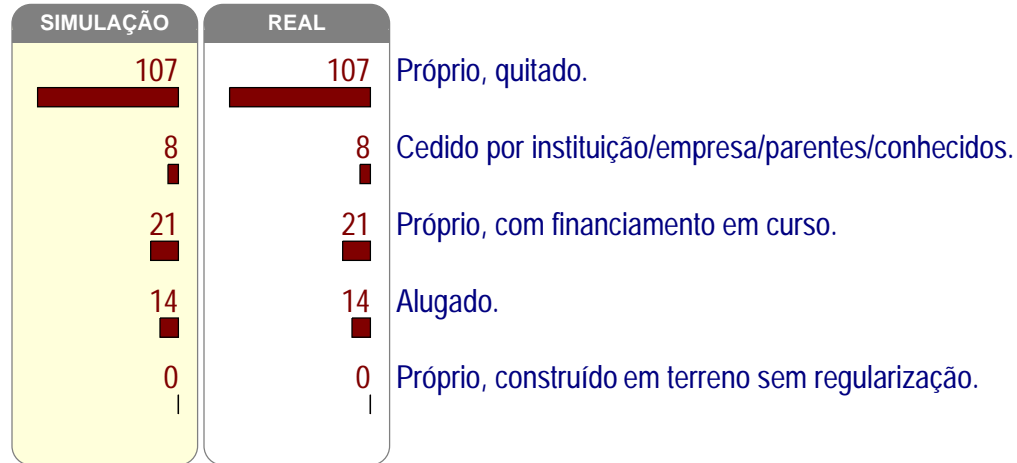 SIMULAÇÃO REAL
107 107 Próprio, quitado.
8 8 Cedido por instituição/empresa/parentes/conhecidos.
21 21 Próprio, com financiamento em curso.
14 14 Alugado.
0 0 Próprio, construído em terreno sem regularização.